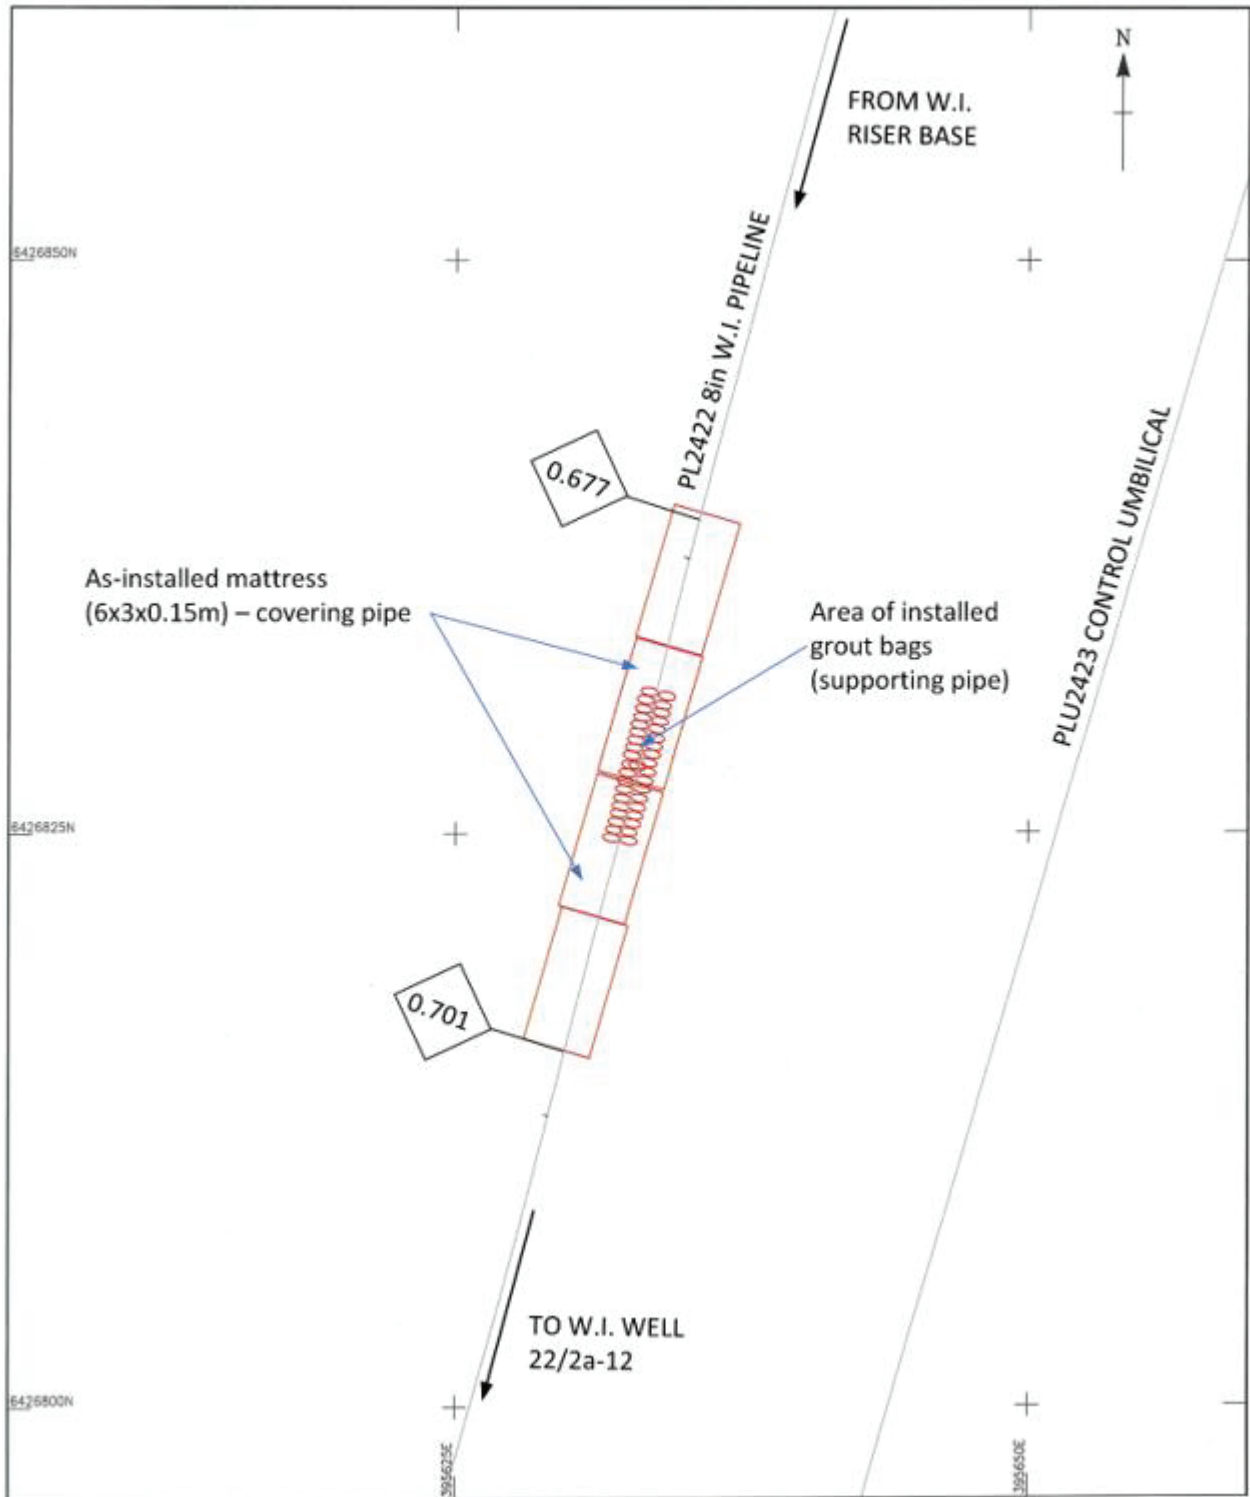 N
FROM W.I.
RISER BASE
6426850N
PL2422 8in W.I. PIPELINE
PLU2423 CONTROL UMBILICAL
0.677
As-installed mattress
(6x3x0.15m) – covering pipe
Area of installed
grout bags
(supporting pipe)
6426825N
0.701
TO W.I. WELL
22/2a-12
6426800N
395625E
395650E